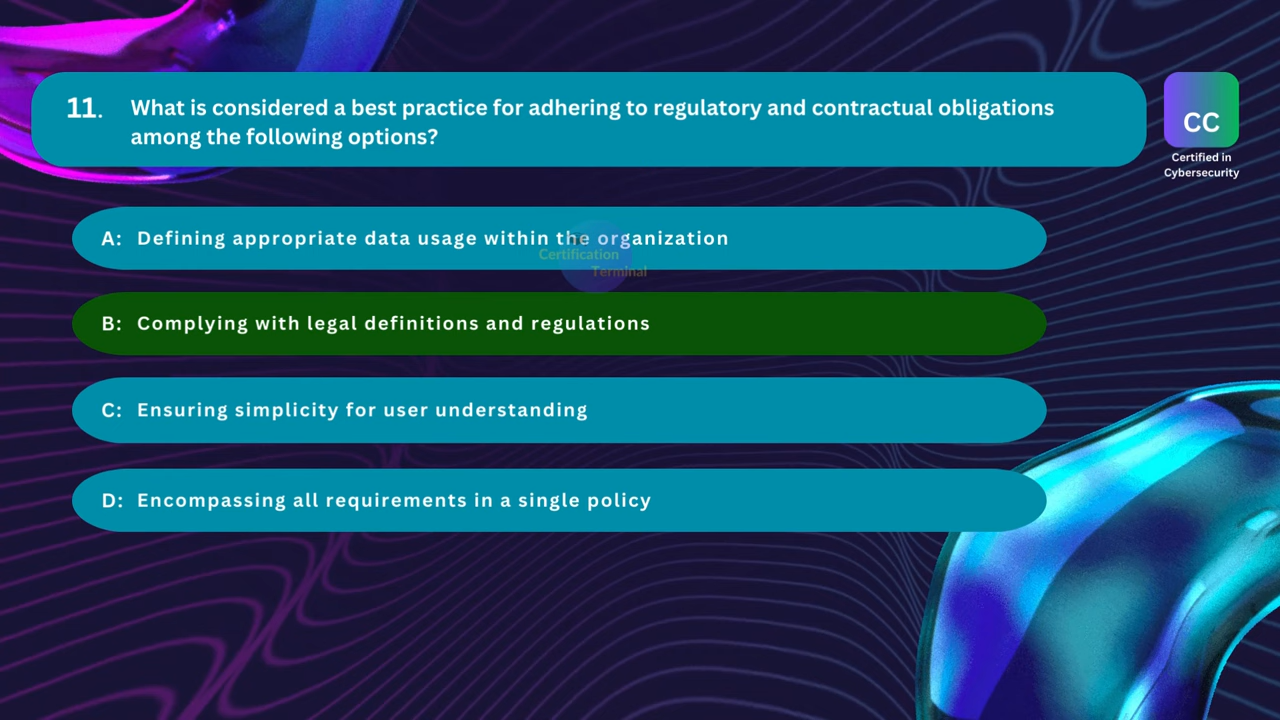 11. What is considered a best practice for adhering to regulatory and contractual obligations
among the following options?
CC
Certified in
Cybersecurity
A: Defining appropriate data usage within the organization
Certification
Terminal
B: Complying with legal definitions and regulations
C: Ensuring simplicity for user understanding
D: Encompassing all requirements in a single policy